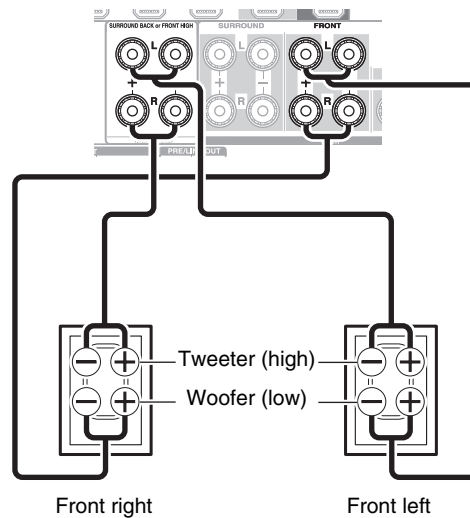 SURROUND BACK or FRONT HIGH
SURROUND
FRONT
L
L
L
+
+
−
+
−
R
R
R
PRE/LINE OUT
− +
Tweeter (high)
− +
− +
Woofer (low)
− +
Front right
Front left